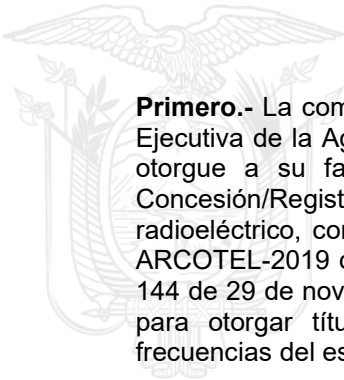 Primero.- La com
Ejecutiva de la Ag
otorgue a su fa
Concesión/Regist
radioeléctrico, co
ARCOTEL-2019 
144 de 29 de nov
para otorgar títu
frecuencias del es